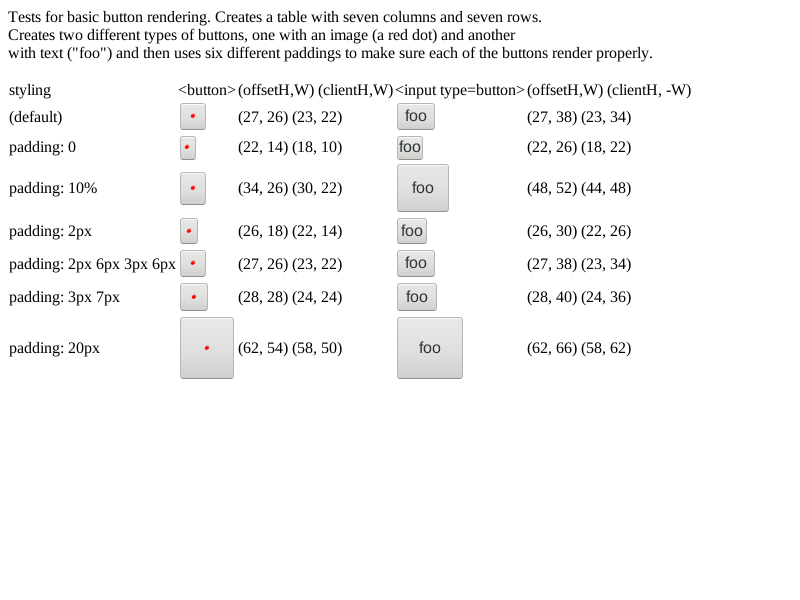 Tests for basic button rendering. Creates a table with seven columns and seven rows.
Creates two different types of buttons, one with an image (a red dot) and another
with text ("foo") and then uses six different paddings to make sure each of the buttons render properly.
styling <button> (offsetH,W) (clientH,W) <input type=button> (offsetH,W) (clientH, -W)
(default) (27, 26) (23, 22) foo (27, 38) (23, 34)
padding: 0 (22, 14) (18, 10) foo (22, 26) (18, 22)
padding: 10% (34, 26) (30, 22) foo (48, 52) (44, 48)
padding: 2px (26, 18) (22, 14) foo (26, 30) (22, 26)
padding: 2px 6px 3px 6px (27, 26) (23, 22) foo (27, 38) (23, 34)
padding: 3px 7px (28, 28) (24, 24) foo (28, 40) (24, 36)
padding: 20px (62, 54) (58, 50) foo (62, 66) (58, 62)